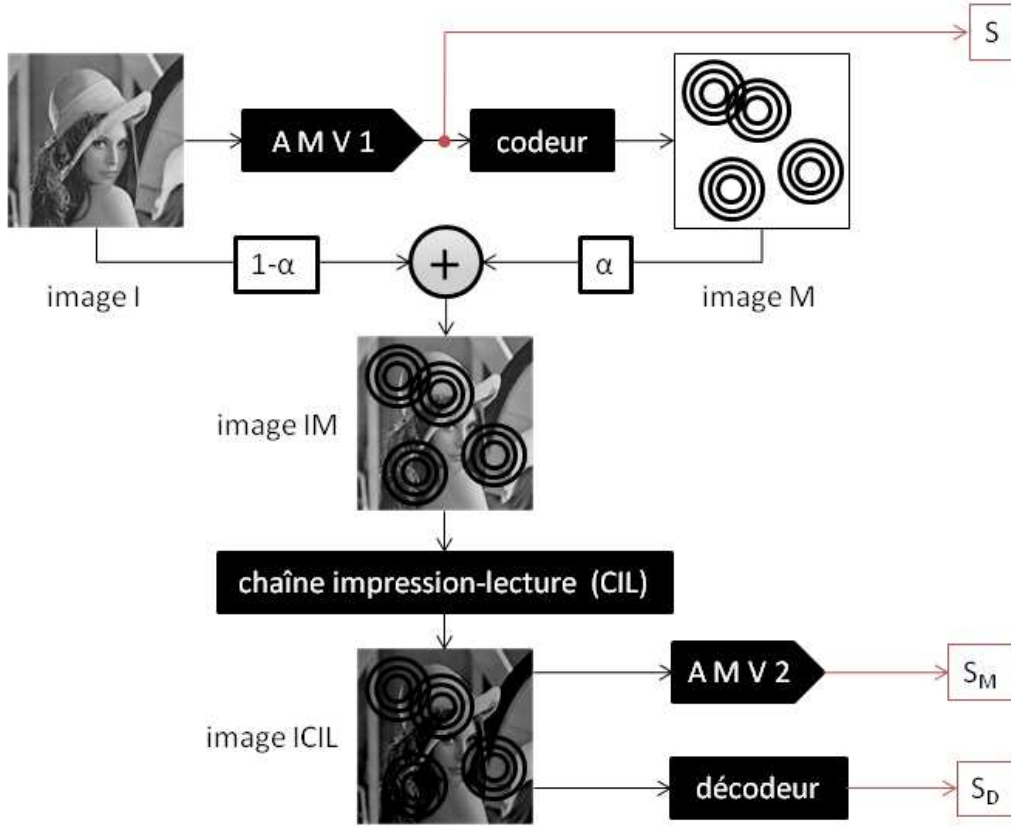 S
A M V 1
codeur
1-α
+
α
image I
image M
image IM
chaîne impression-lecture (CIL)
A M V 2
S_M
image ICIL
décodeur
S_D